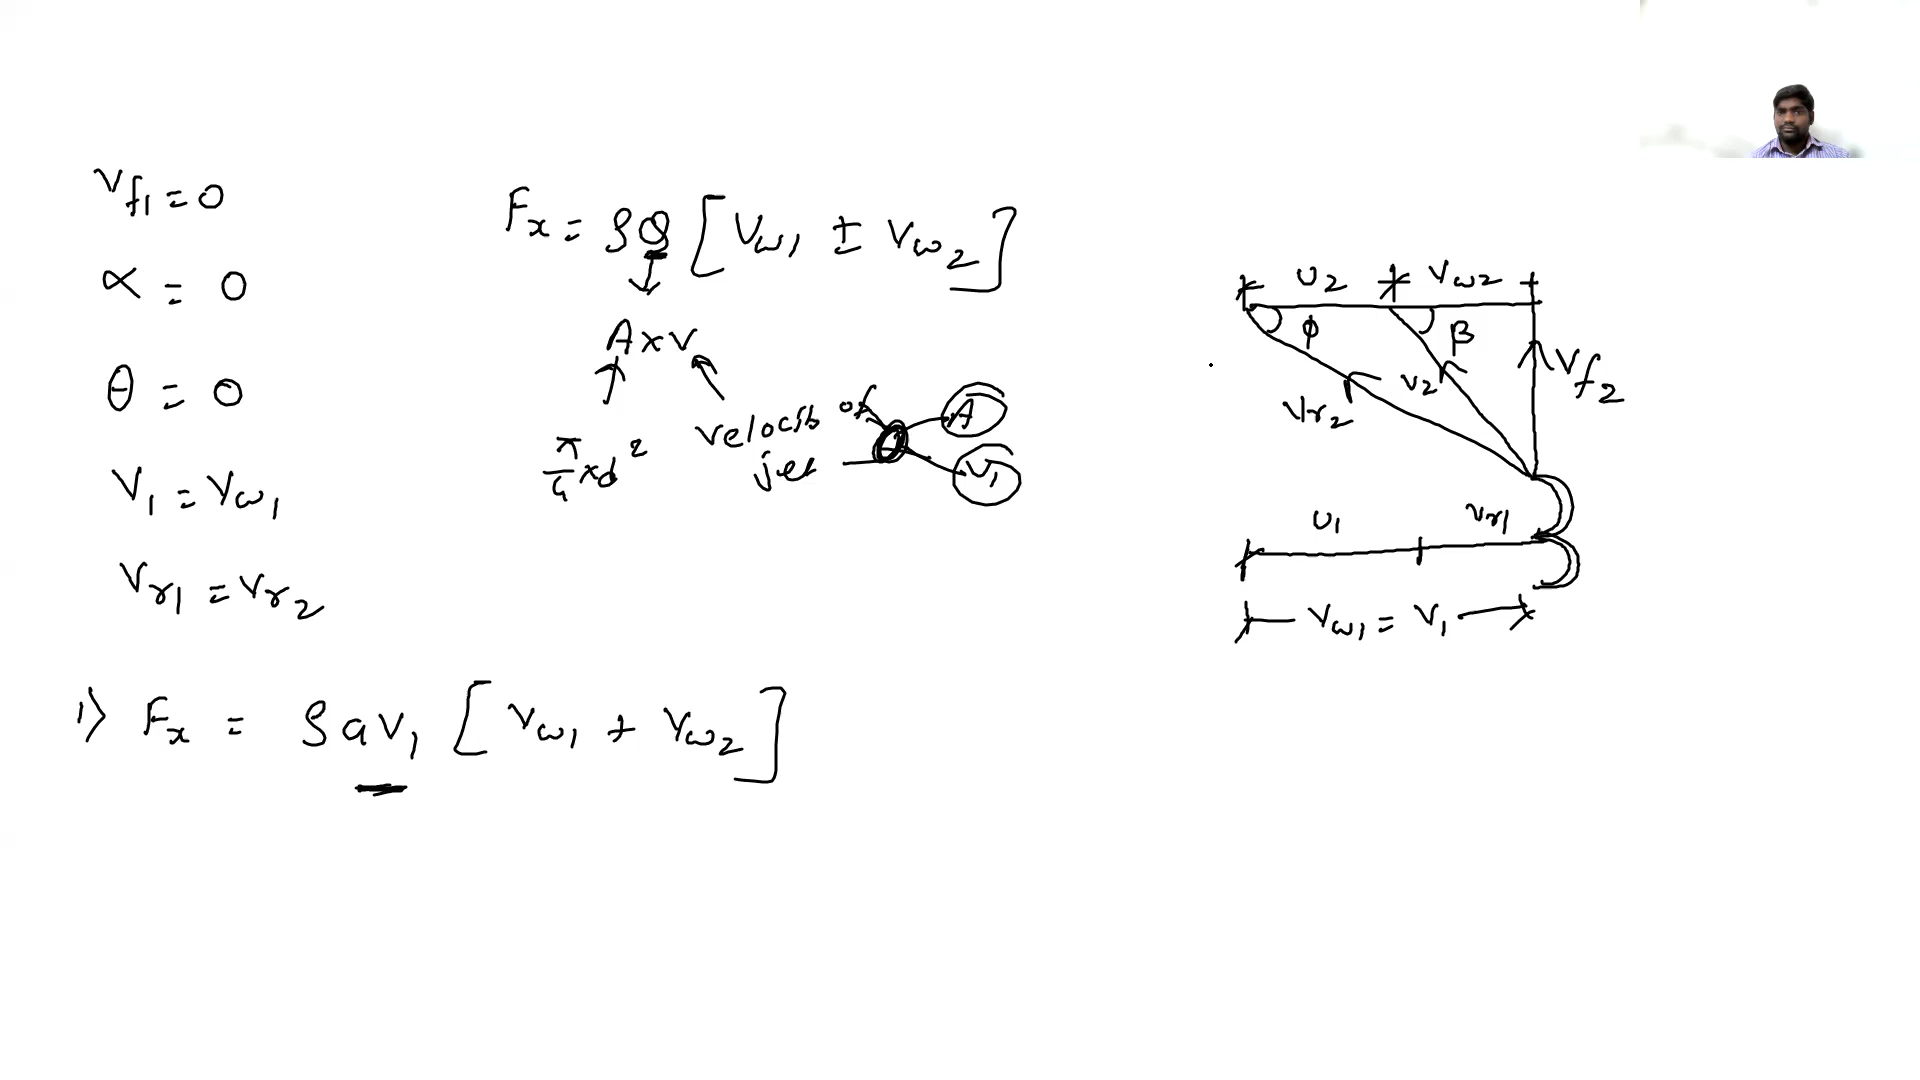 Vf1 = 0
α = 0
θ = 0
V1 = Vw1
Vr1 = Vr2
Fx = ρQ [Vw1 ± Vw2]
A x V
π/4 x d²
velocity of
jet
A
V1
1) Fx = ρaV1 [Vw1 + Vw2]
u2 Vw2
φ β
Vr2 V2 Vf2
u1 Vr1
Vw1 = V1